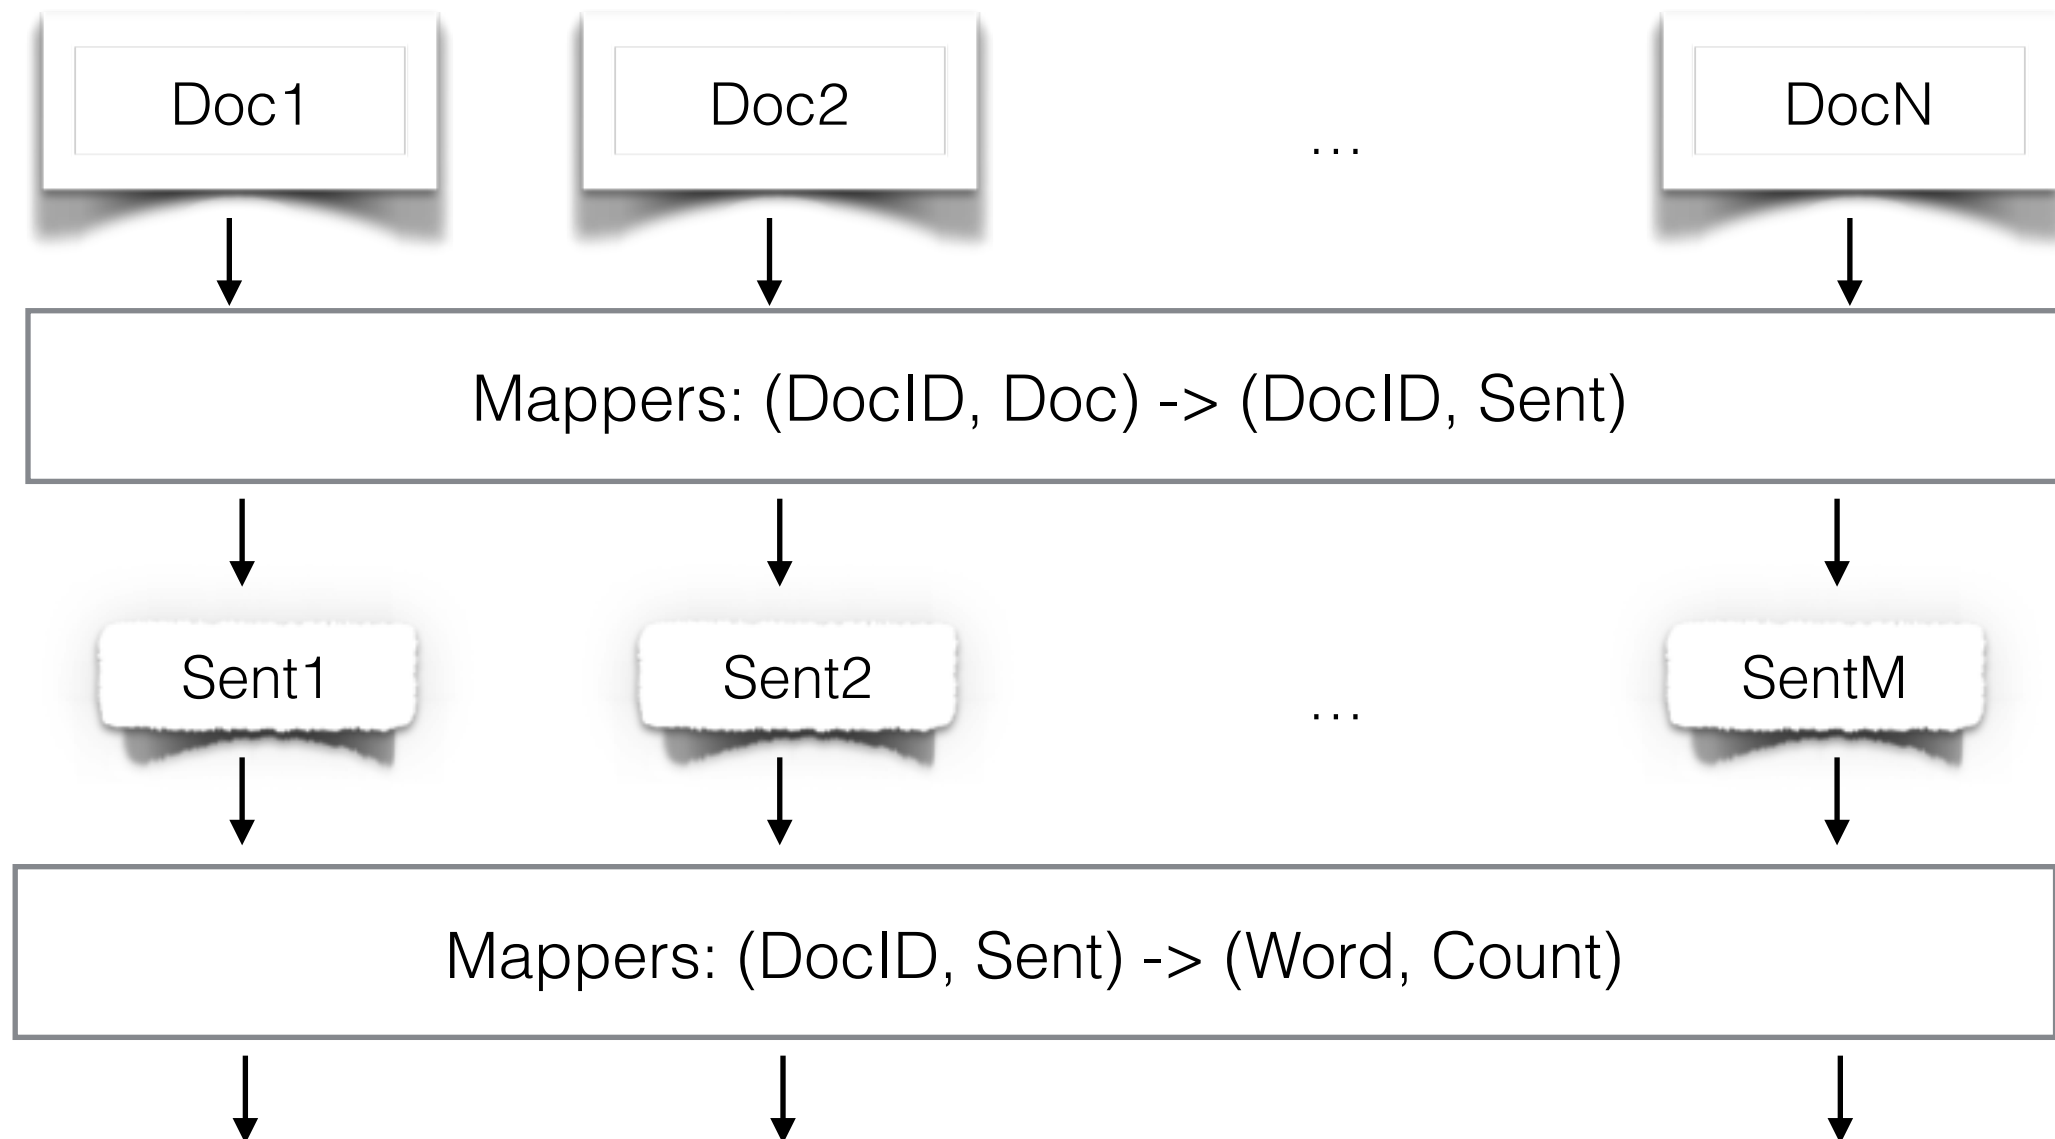 Doc1 Doc2 ... DocN
Mappers: (DocID, Doc) -> (DocID, Sent)
Sent1 Sent2 ... SentM
Mappers: (DocID, Sent) -> (Word, Count)